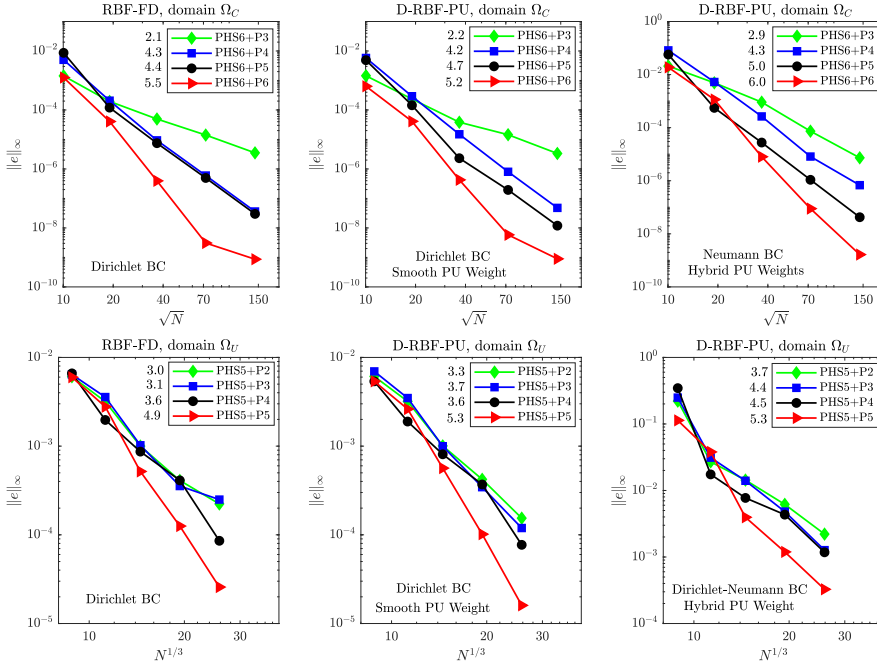 RBF-FD, domain Ω_C
D-RBF-PU, domain Ω_C
D-RBF-PU, domain Ω_C
2.1 PHS6+P3
4.3 PHS6+P4
4.4 PHS6+P5
5.5 PHS6+P6
10^{-2}
10^{-4}
10^{-6}
10^{-8}
10^{-10}
‖e‖_∞
Dirichlet BC
10 20 40 70 150
√N
2.2 PHS6+P3
4.2 PHS6+P4
4.7 PHS6+P5
5.2 PHS6+P6
10^{-2}
10^{-4}
10^{-6}
10^{-8}
10^{-10}
‖e‖_∞
Dirichlet BC
Smooth PU Weight
10 20 40 70 150
√N
2.9 PHS6+P3
4.3 PHS6+P4
5.0 PHS6+P5
6.0 PHS6+P6
10^0
10^{-2}
10^{-4}
10^{-6}
10^{-8}
10^{-10}
‖e‖_∞
Neumann BC
Hybrid PU Weights
10 20 40 70 150
√N
RBF-FD, domain Ω_U
D-RBF-PU, domain Ω_U
D-RBF-PU, domain Ω_U
3.0 PHS5+P2
3.1 PHS5+P3
3.6 PHS5+P4
4.9 PHS5+P5
10^{-2}
10^{-3}
10^{-4}
10^{-5}
‖e‖_∞
Dirichlet BC
10 20 30
N^{1/3}
3.3 PHS5+P2
3.7 PHS5+P3
3.6 PHS5+P4
5.3 PHS5+P5
10^{-2}
10^{-3}
10^{-4}
10^{-5}
‖e‖_∞
Dirichlet BC
Smooth PU Weight
10 20 30
N^{1/3}
3.7 PHS5+P2
4.4 PHS5+P3
4.5 PHS5+P4
5.3 PHS5+P5
10^0
10^{-1}
10^{-2}
10^{-3}
10^{-4}
‖e‖_∞
Dirichlet-Neumann BC
Hybrid PU Weight
10 20 30
N^{1/3}